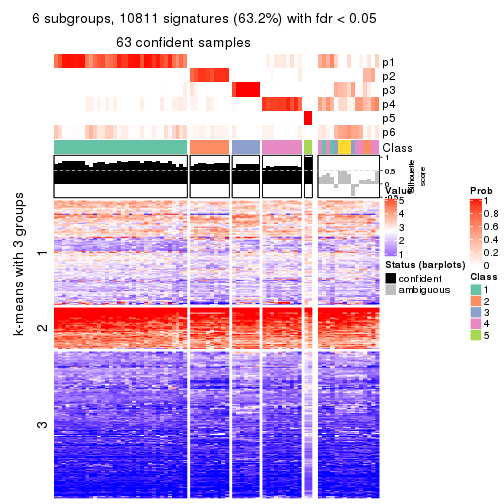 6 subgroups, 10811 signatures (63.2%) with fdr < 0.05
63 confident samples
p1
p2
p3
p4
p5
p6
Class
1
0.5
0
-0.5
Silhouette
score
k-means with 3 groups
1
2
3
Value
5
4
3
2
1
Status (barplots)
confident
ambiguous
Prob
1
0.8
0.6
0.4
0.2
0
Class
1
2
3
4
5